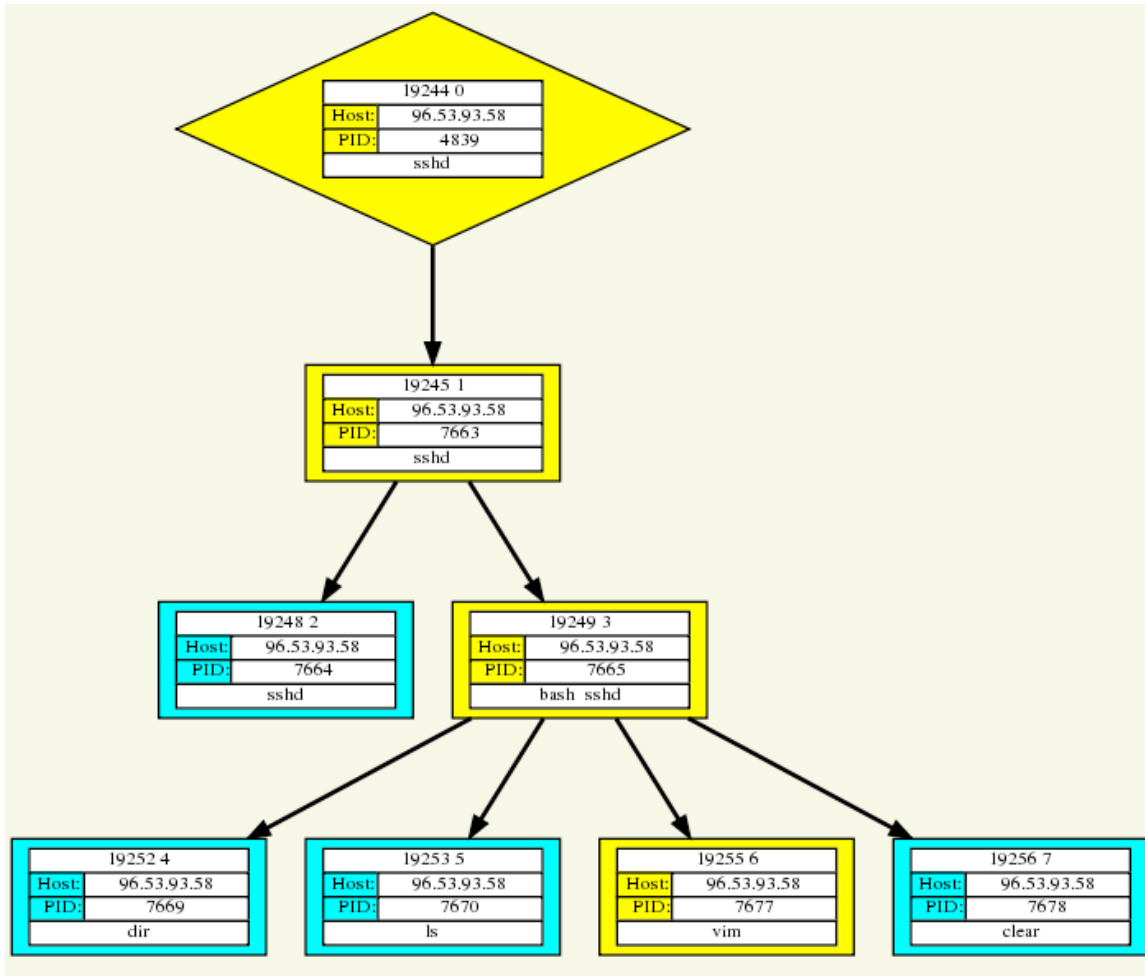 19244 0
Host: 96.53.93.58
PID: 4839
sshd
19245 1
Host: 96.53.93.58
PID: 7663
sshd
19248 2
Host: 96.53.93.58
PID: 7664
sshd
19249 3
Host: 96.53.93.58
PID: 7665
bash sshd
19252 4
Host: 96.53.93.58
PID: 7669
dir
19253 5
Host: 96.53.93.58
PID: 7670
ls
19255 6
Host: 96.53.93.58
PID: 7677
vim
19256 7
Host: 96.53.93.58
PID: 7678
clear